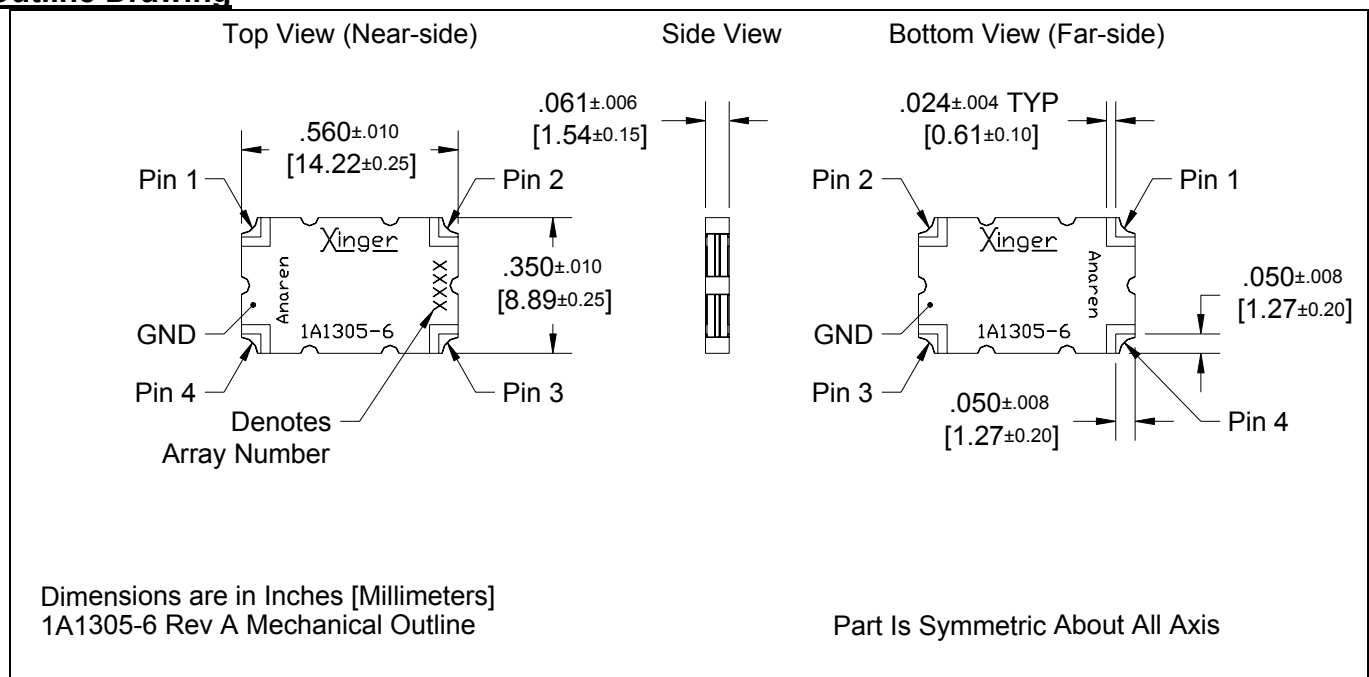 Outline Drawing
Top View (Near-side)
Side View
Bottom View (Far-side)
.560±.010
[14.22±0.25]
.061±.006
[1.54±0.15]
.024±.004 TYP
[0.61±0.10]
Pin 1
Pin 2
Xinger
Anaren
XXXX
1A1305-6
.350±.010
[8.89±0.25]
GND
Pin 4
Pin 3
Denotes
Array Number
Pin 2
Pin 1
Xinger
Anaren
1A1305-6
.050±.008
[1.27±0.20]
GND
Pin 3
.050±.008
[1.27±0.20]
Pin 4
Dimensions are in Inches [Millimeters]
1A1305-6 Rev A Mechanical Outline
Part Is Symmetric About All Axis